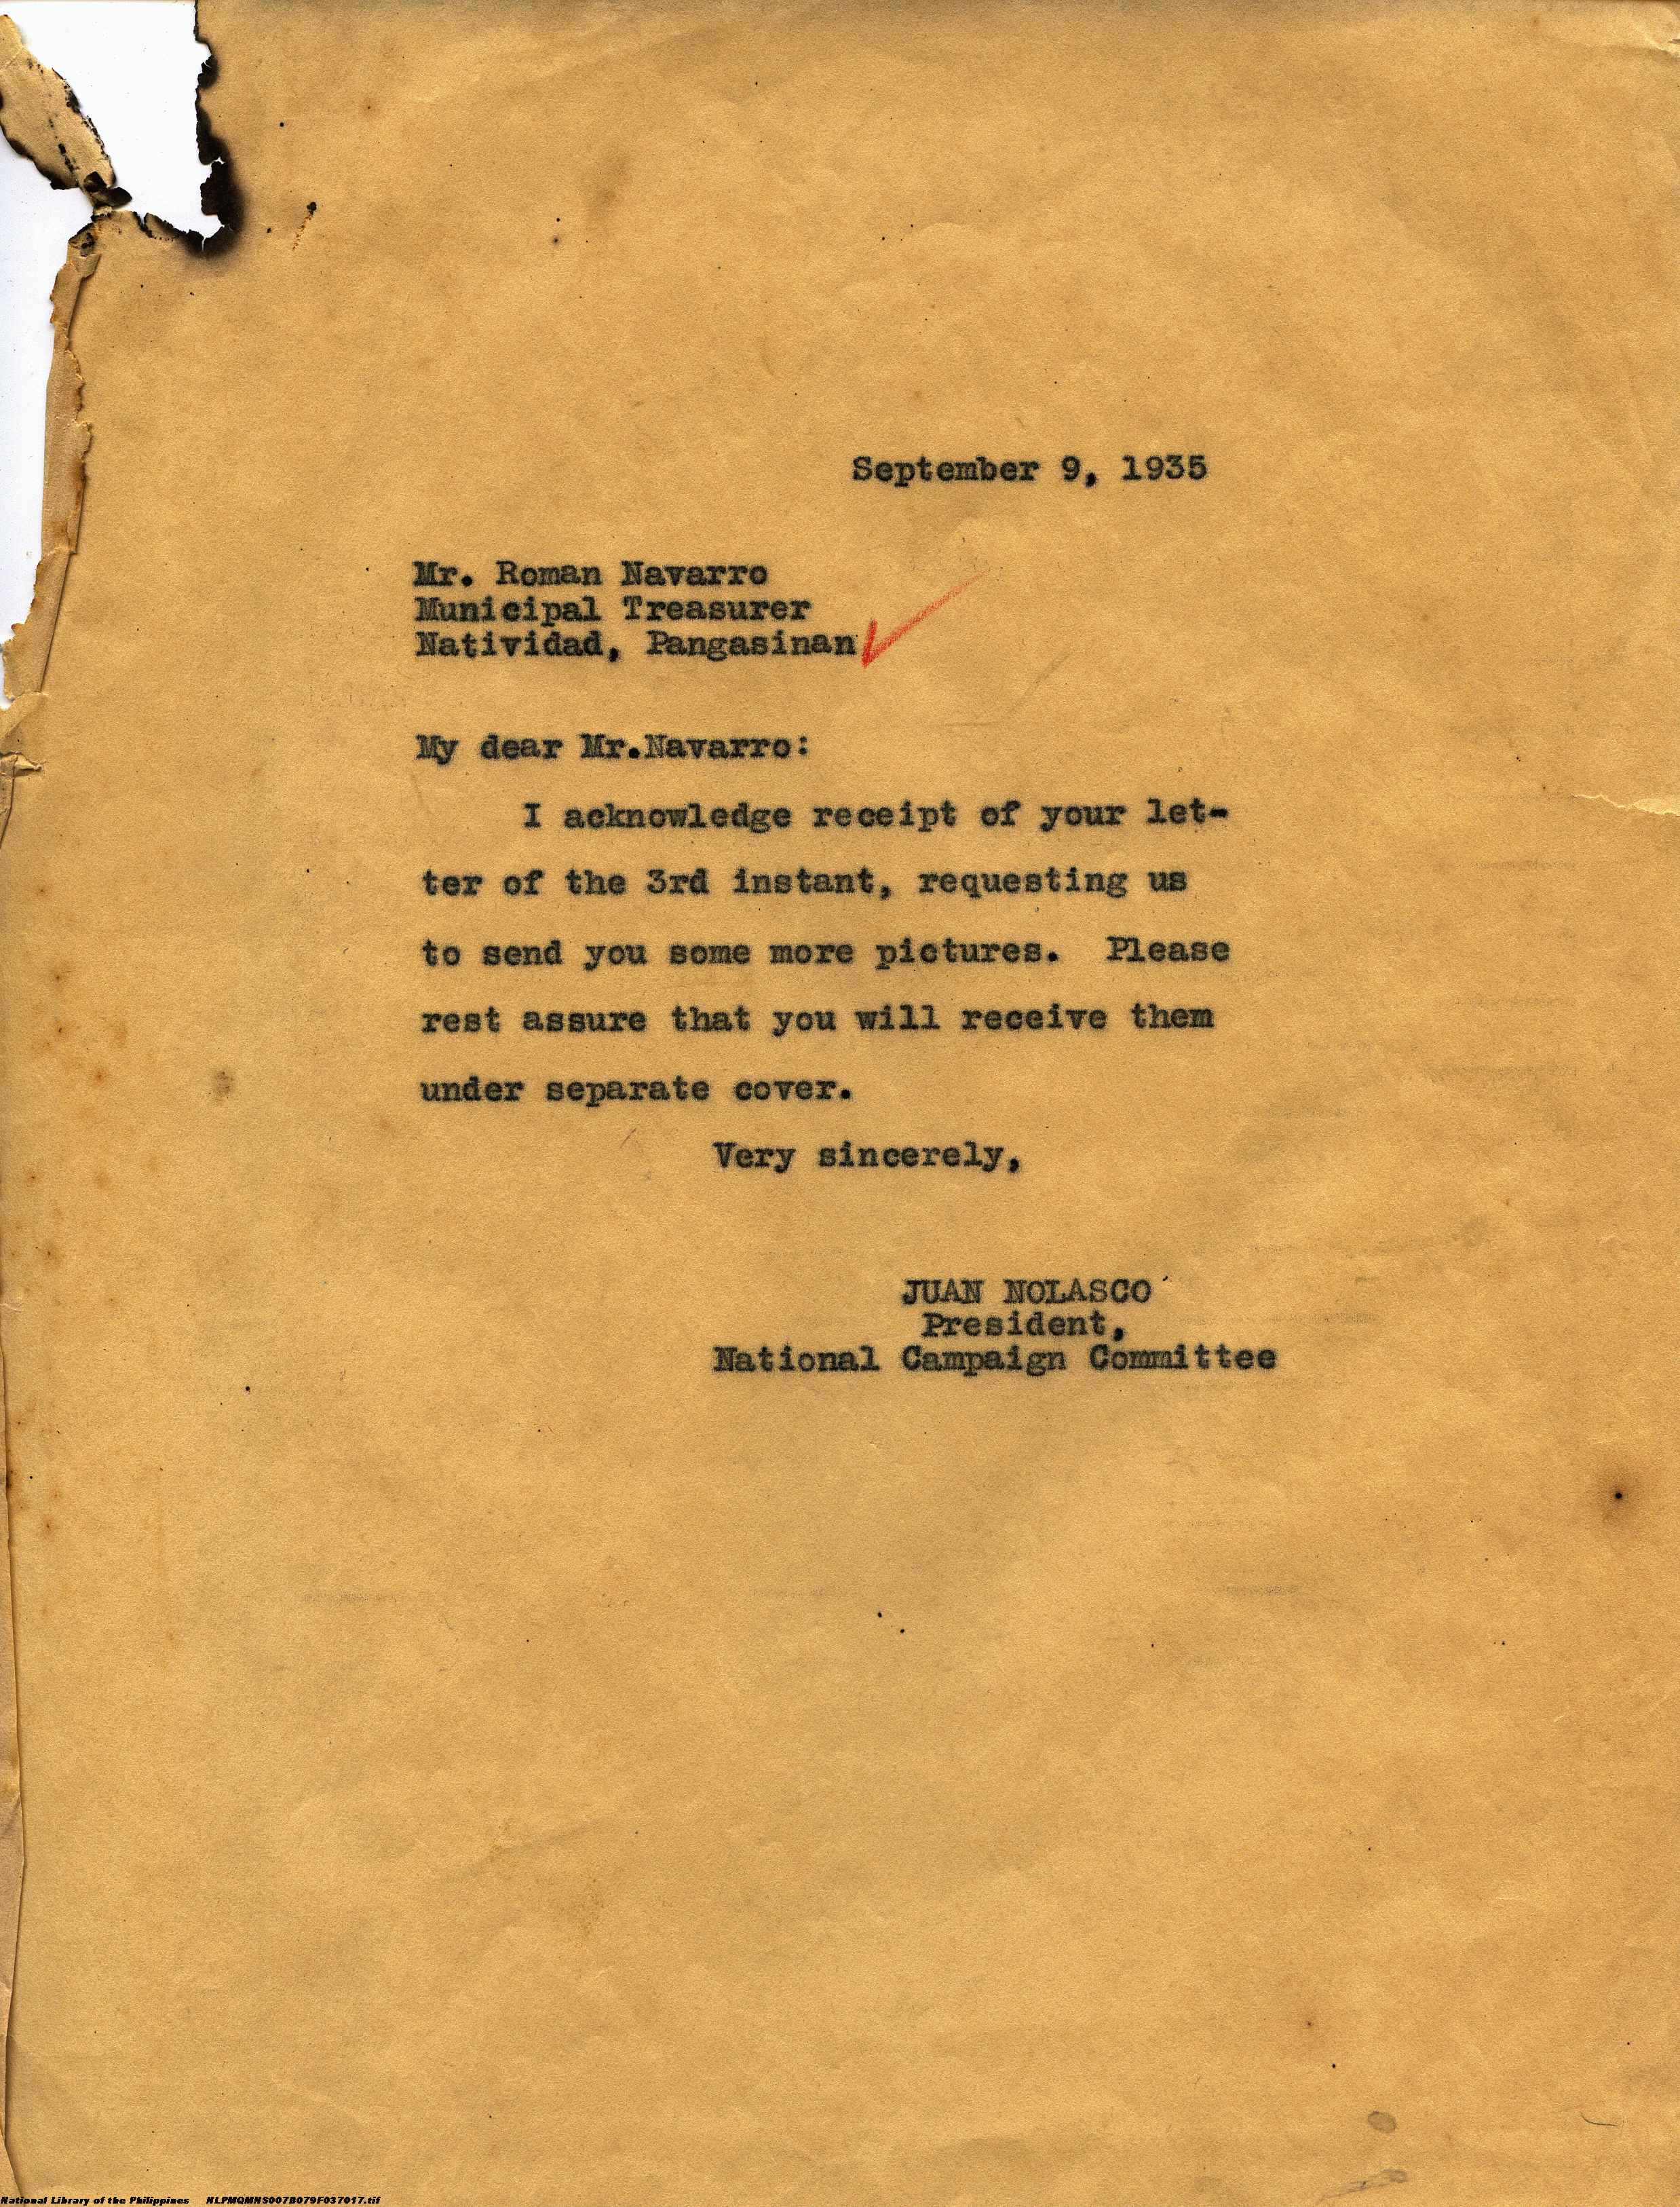 September 9, 1935
Mr. Roman Navarro
Municipal Treasurer
Natividad, Pangasinan
My dear Mr.Navarro:
I acknowledge receipt of your let-
ter of the 3rd instant, requesting us
to send you some more pictures.  Please
rest assure that you will receive them
under separate cover.
Very sincerely,
JUAN NOLASCO
President,
National Campaign Committee
National Library of the Philippines NLPMQMNS007B079F037017.tif